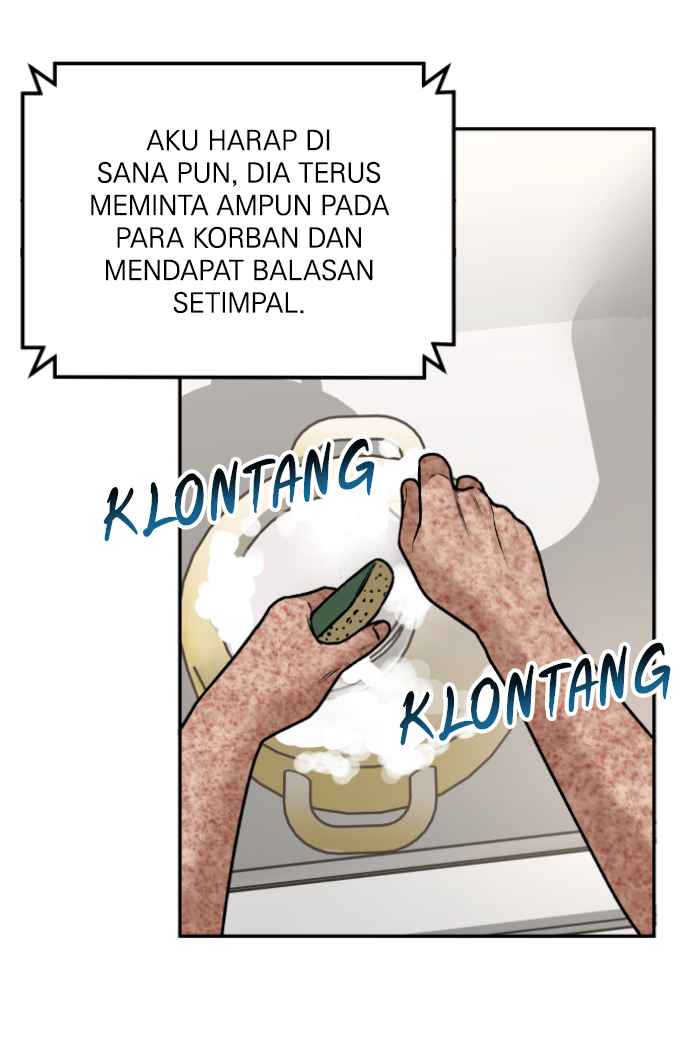 AKU HARAP DI
SANA PUN, DIA TERUS
MEMINTA AMPUN PADA
PARA KORBAN DAN
MENDAPAT BALASAN
SETIMPAL.
KLONTANG
KLONTANG